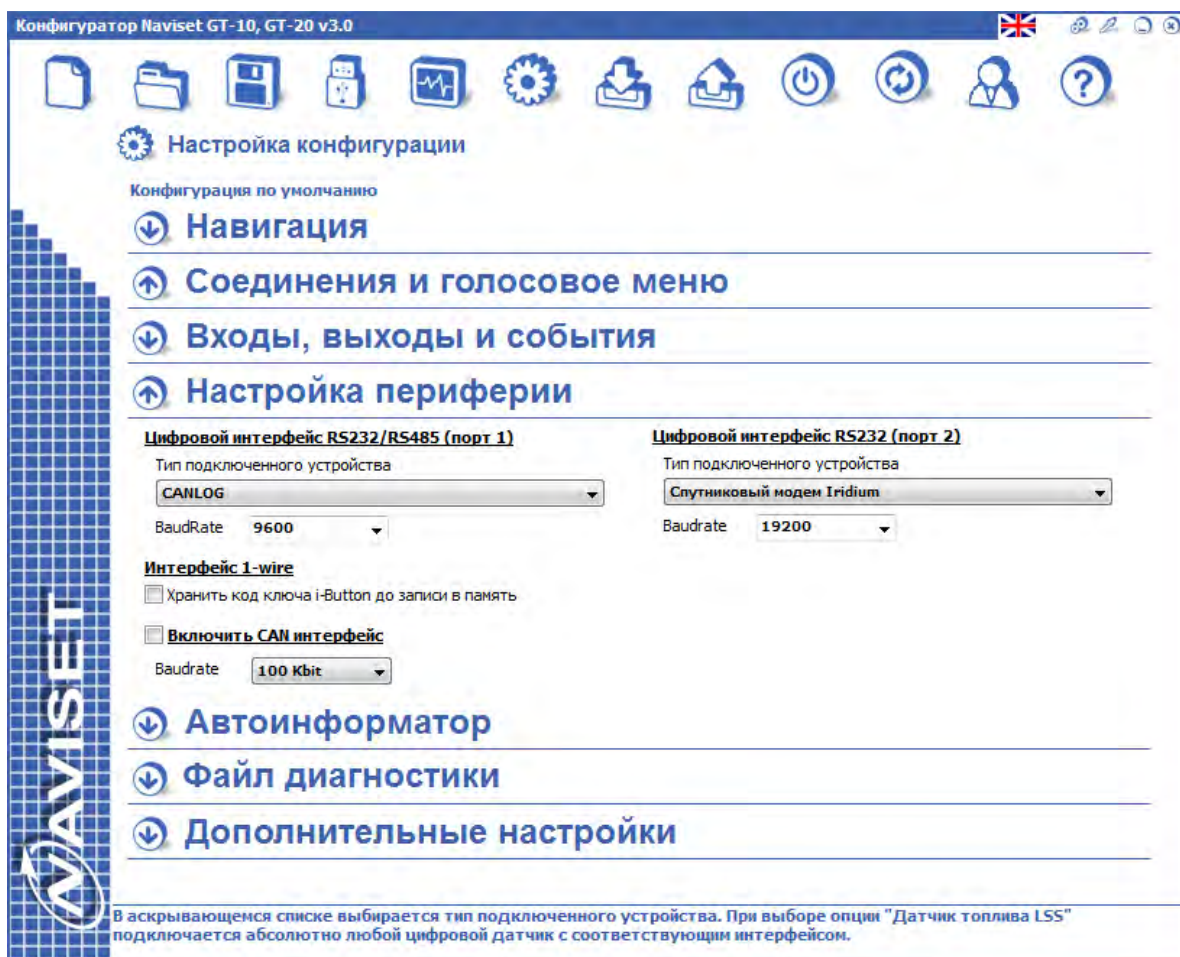 Конфигуратор Naviset GT-10, GT-20 v3.0
Настройка конфигурации
Конфигурация по умолчанию
Навигация
Соединения и голосовое меню
Входы, выходы и события
Настройка периферии
Цифровой интерфейс RS232/RS485 (порт 1)
Тип подключенного устройства
CANLOG
BaudRate 9600
Цифровой интерфейс RS232 (порт 2)
Тип подключенного устройства
Спутниковый модем Iridium
Baudrate 19200
Интерфейс 1-wire
Хранить код ключа i-Button до записи в память
Включить CAN интерфейс
Baudrate 100 Kbit
Автоинформатор
Файл диагностики
Дополнительные настройки
NAVISET
В аскрывающемся списке выбирается тип подключенного устройства. При выборе опции "Датчик топлива LSS"
подключается абсолютно любой цифровой датчик с соответствующим интерфейсом.